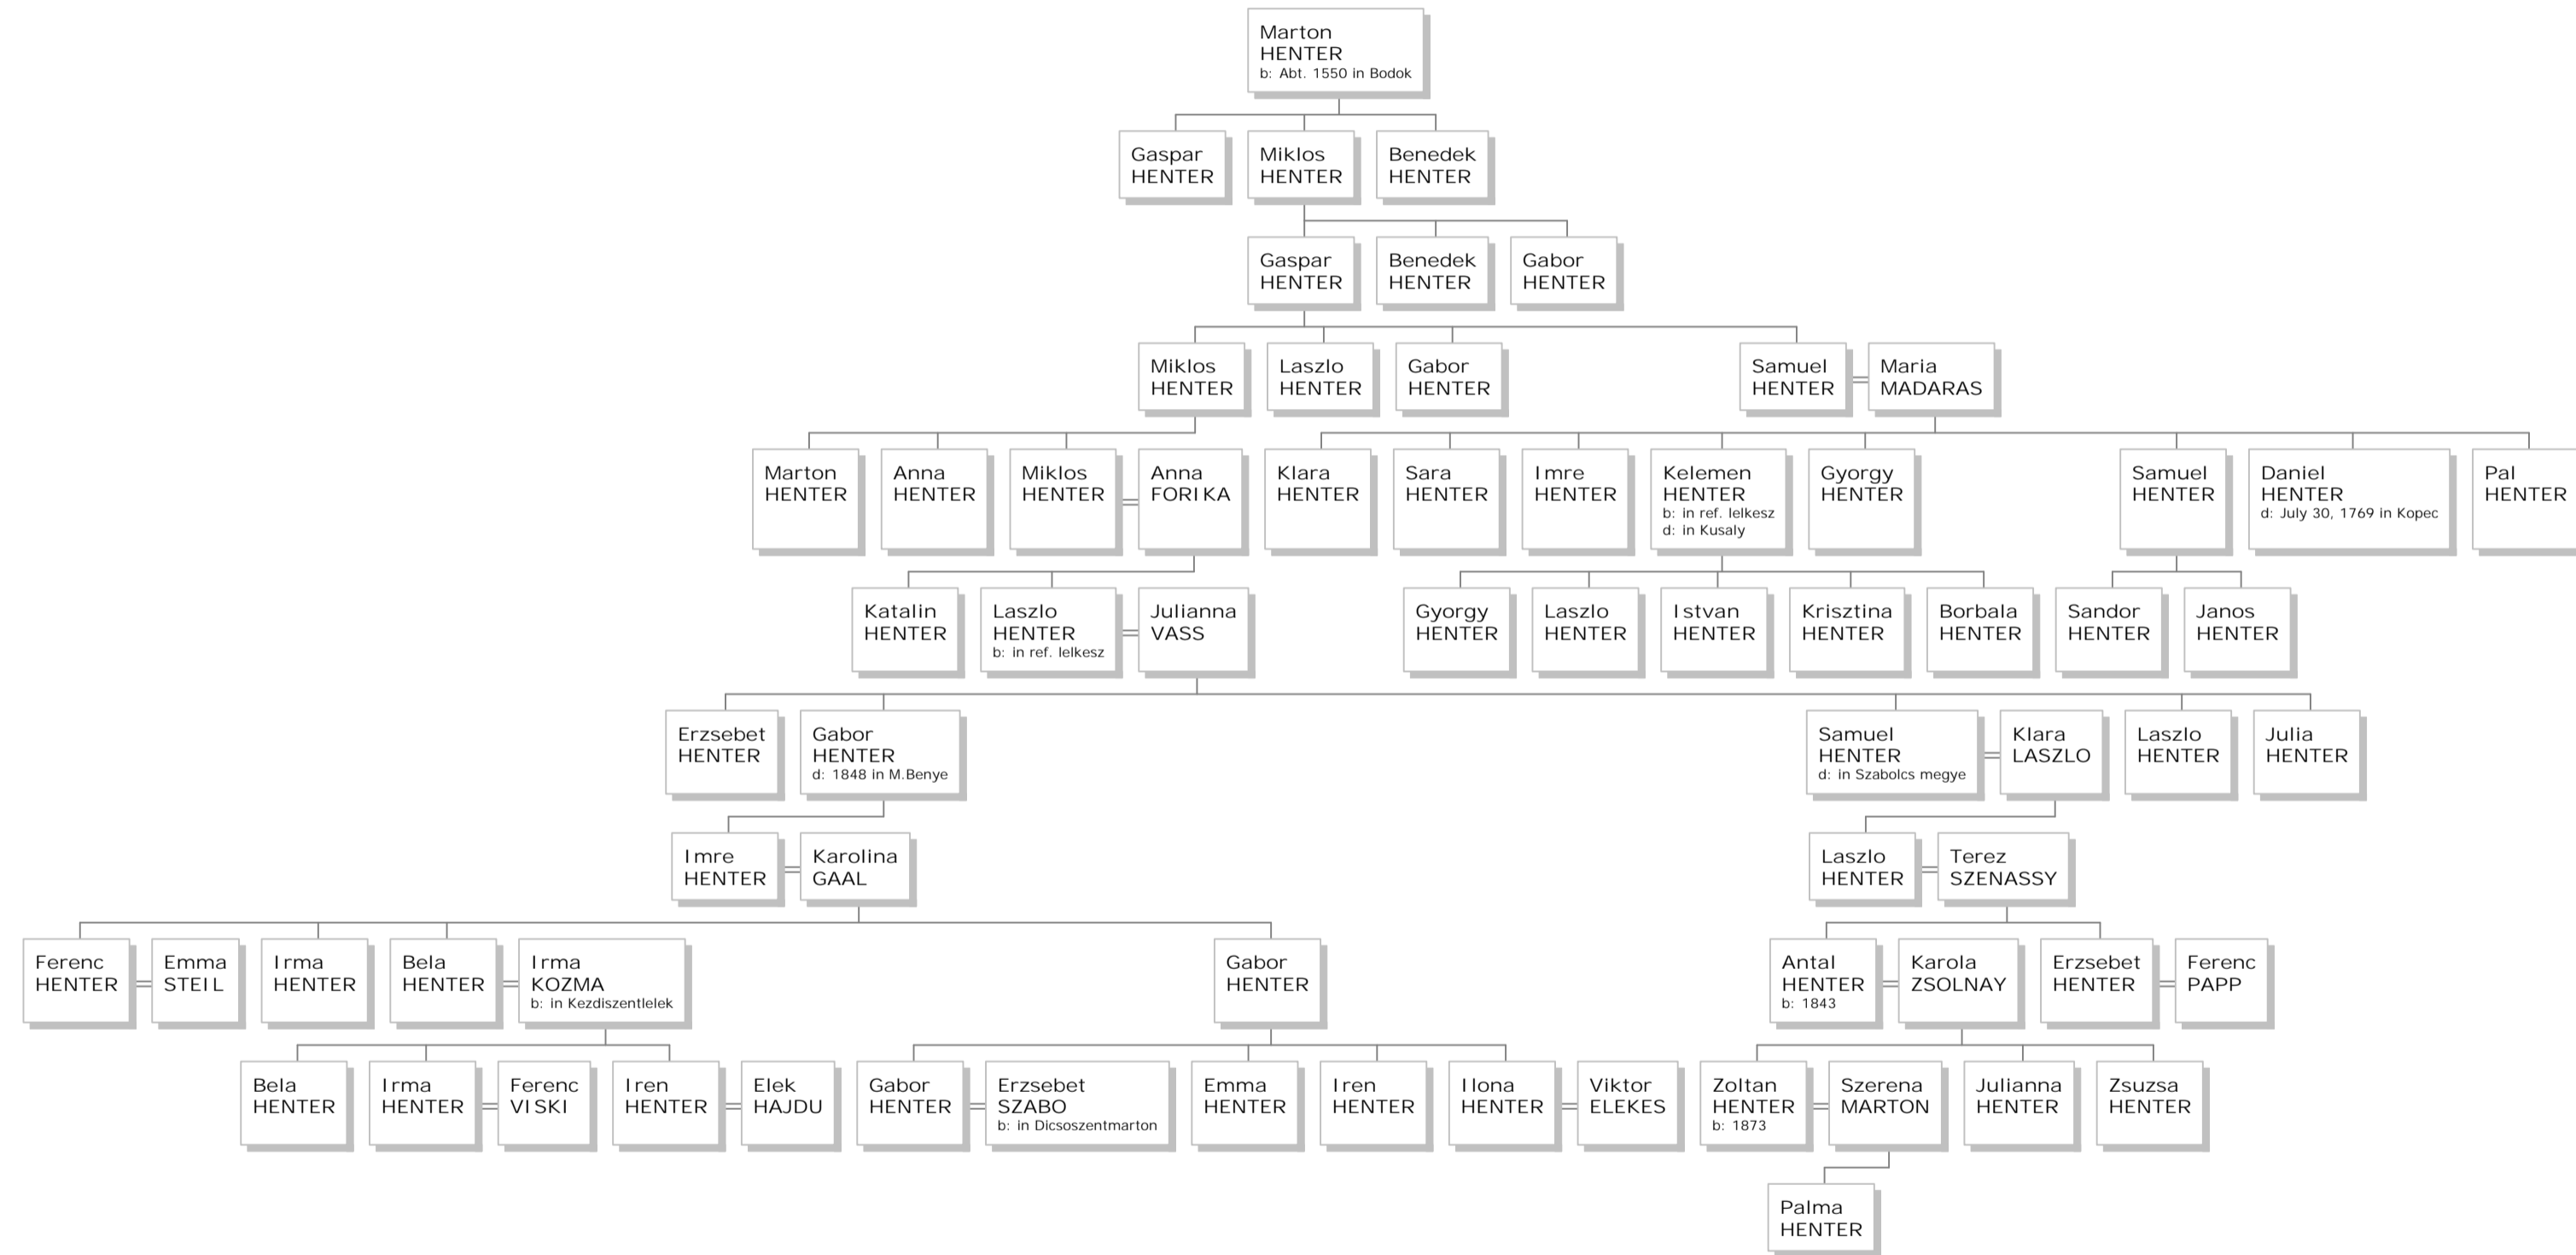 Marton
HENTER
b: Abt. 1550 in Bodok
Gaspar
HENTER
Miklos
HENTER
Benedek
HENTER
Gaspar
HENTER
Benedek
HENTER
Gabor
HENTER
Miklos
HENTER
Laszlo
HENTER
Gabor
HENTER
Samuel
HENTER
Maria
MADARAS
Marton
HENTER
Anna
HENTER
Miklos
HENTER
Anna
FORIKA
Klara
HENTER
Sara
HENTER
Imre
HENTER
Kelemen
HENTER
b: in ref. lelkesz
d: in Kusaly
Gyorgy
HENTER
Samuel
HENTER
Daniel
HENTER
d: July 30, 1769 in Kopec
Pal
HENTER
Katalin
HENTER
Laszlo
HENTER
b: in ref. lelkesz
Julianna
VASS
Gyorgy
HENTER
Laszlo
HENTER
Istvan
HENTER
Krisztina
HENTER
Borbala
HENTER
Sandor
HENTER
Janos
HENTER
Erzsebet
HENTER
Gabor
HENTER
d: 1848 in M.Benye
Samuel
HENTER
d: in Szabolcs megye
Klara
LASZLO
Laszlo
HENTER
Julia
HENTER
Imre
HENTER
Karolina
GAAL
Laszlo
HENTER
Terez
SZENASSY
Ferenc
HENTER
Emma
STEIL
Irma
HENTER
Bela
HENTER
Irma
KOZMA
b: in Kezdiszentlelek
Gabor
HENTER
Antal
HENTER
b: 1843
Karola
ZSOLNAY
Erzsebet
HENTER
Ferenc
PAPP
Bela
HENTER
Irma
HENTER
Ferenc
VISKI
Iren
HENTER
Elek
HAJDU
Gabor
HENTER
Erzsebet
SZABO
b: in Dicsoszentmarton
Emma
HENTER
Iren
HENTER
Ilona
HENTER
Viktor
ELEKES
Zoltan
HENTER
b: 1873
Szerena
MARTON
Julianna
HENTER
Zsuzsa
HENTER
Palma
HENTER